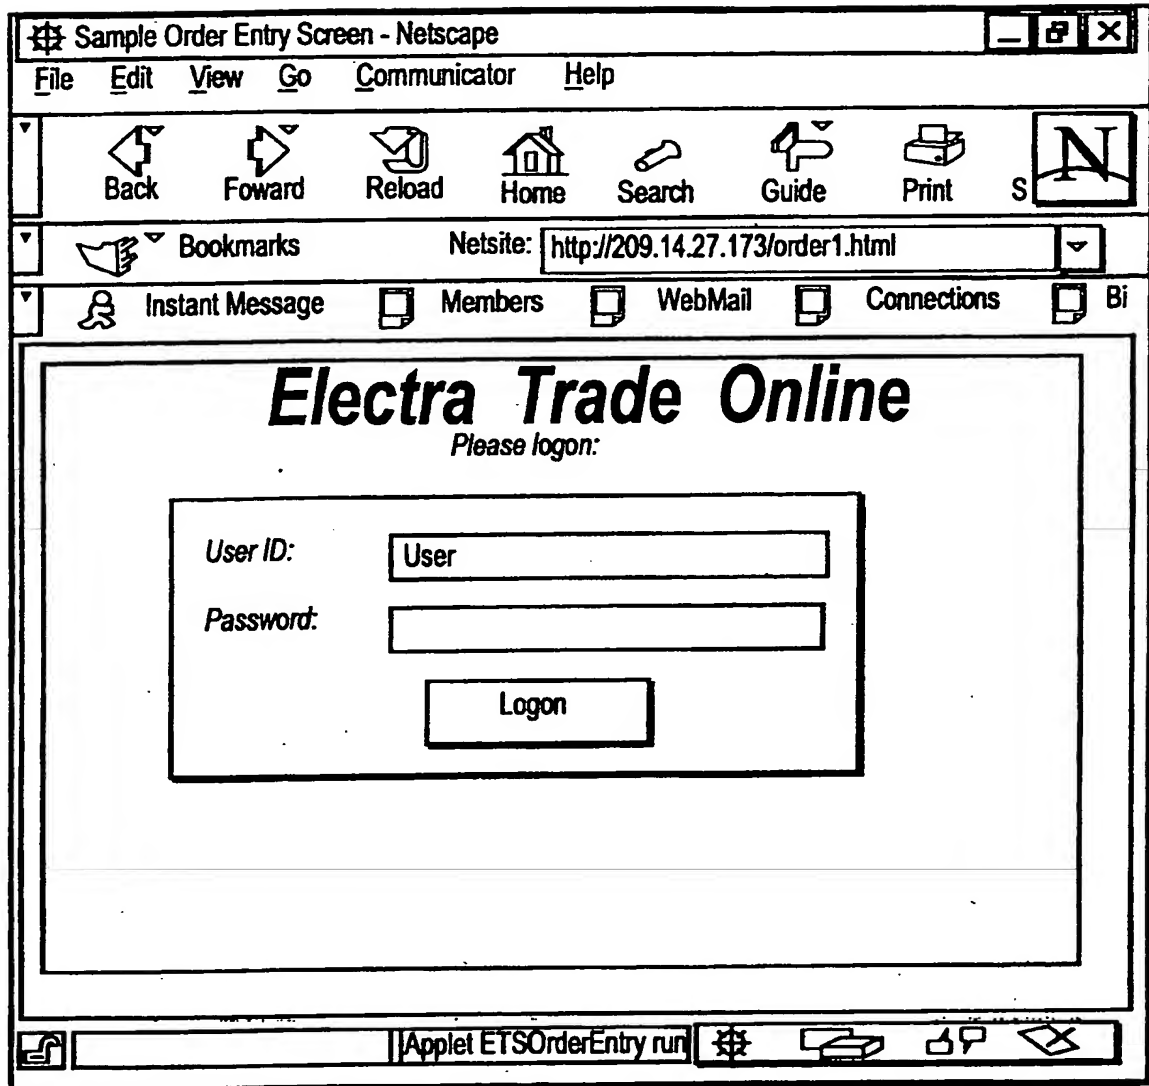 Sample Order Entry Screen - Netscape
File Edit View Go Communicator Help
Back Foward Reload Home Search Guide Print S N
Bookmarks Netsite: http://209.14.27.173/order1.html
Instant Message Members WebMail Connections Bi
Electra Trade Online
Please logon:
User ID: User
Password:
Logon
Applet ETSOrderEntry run